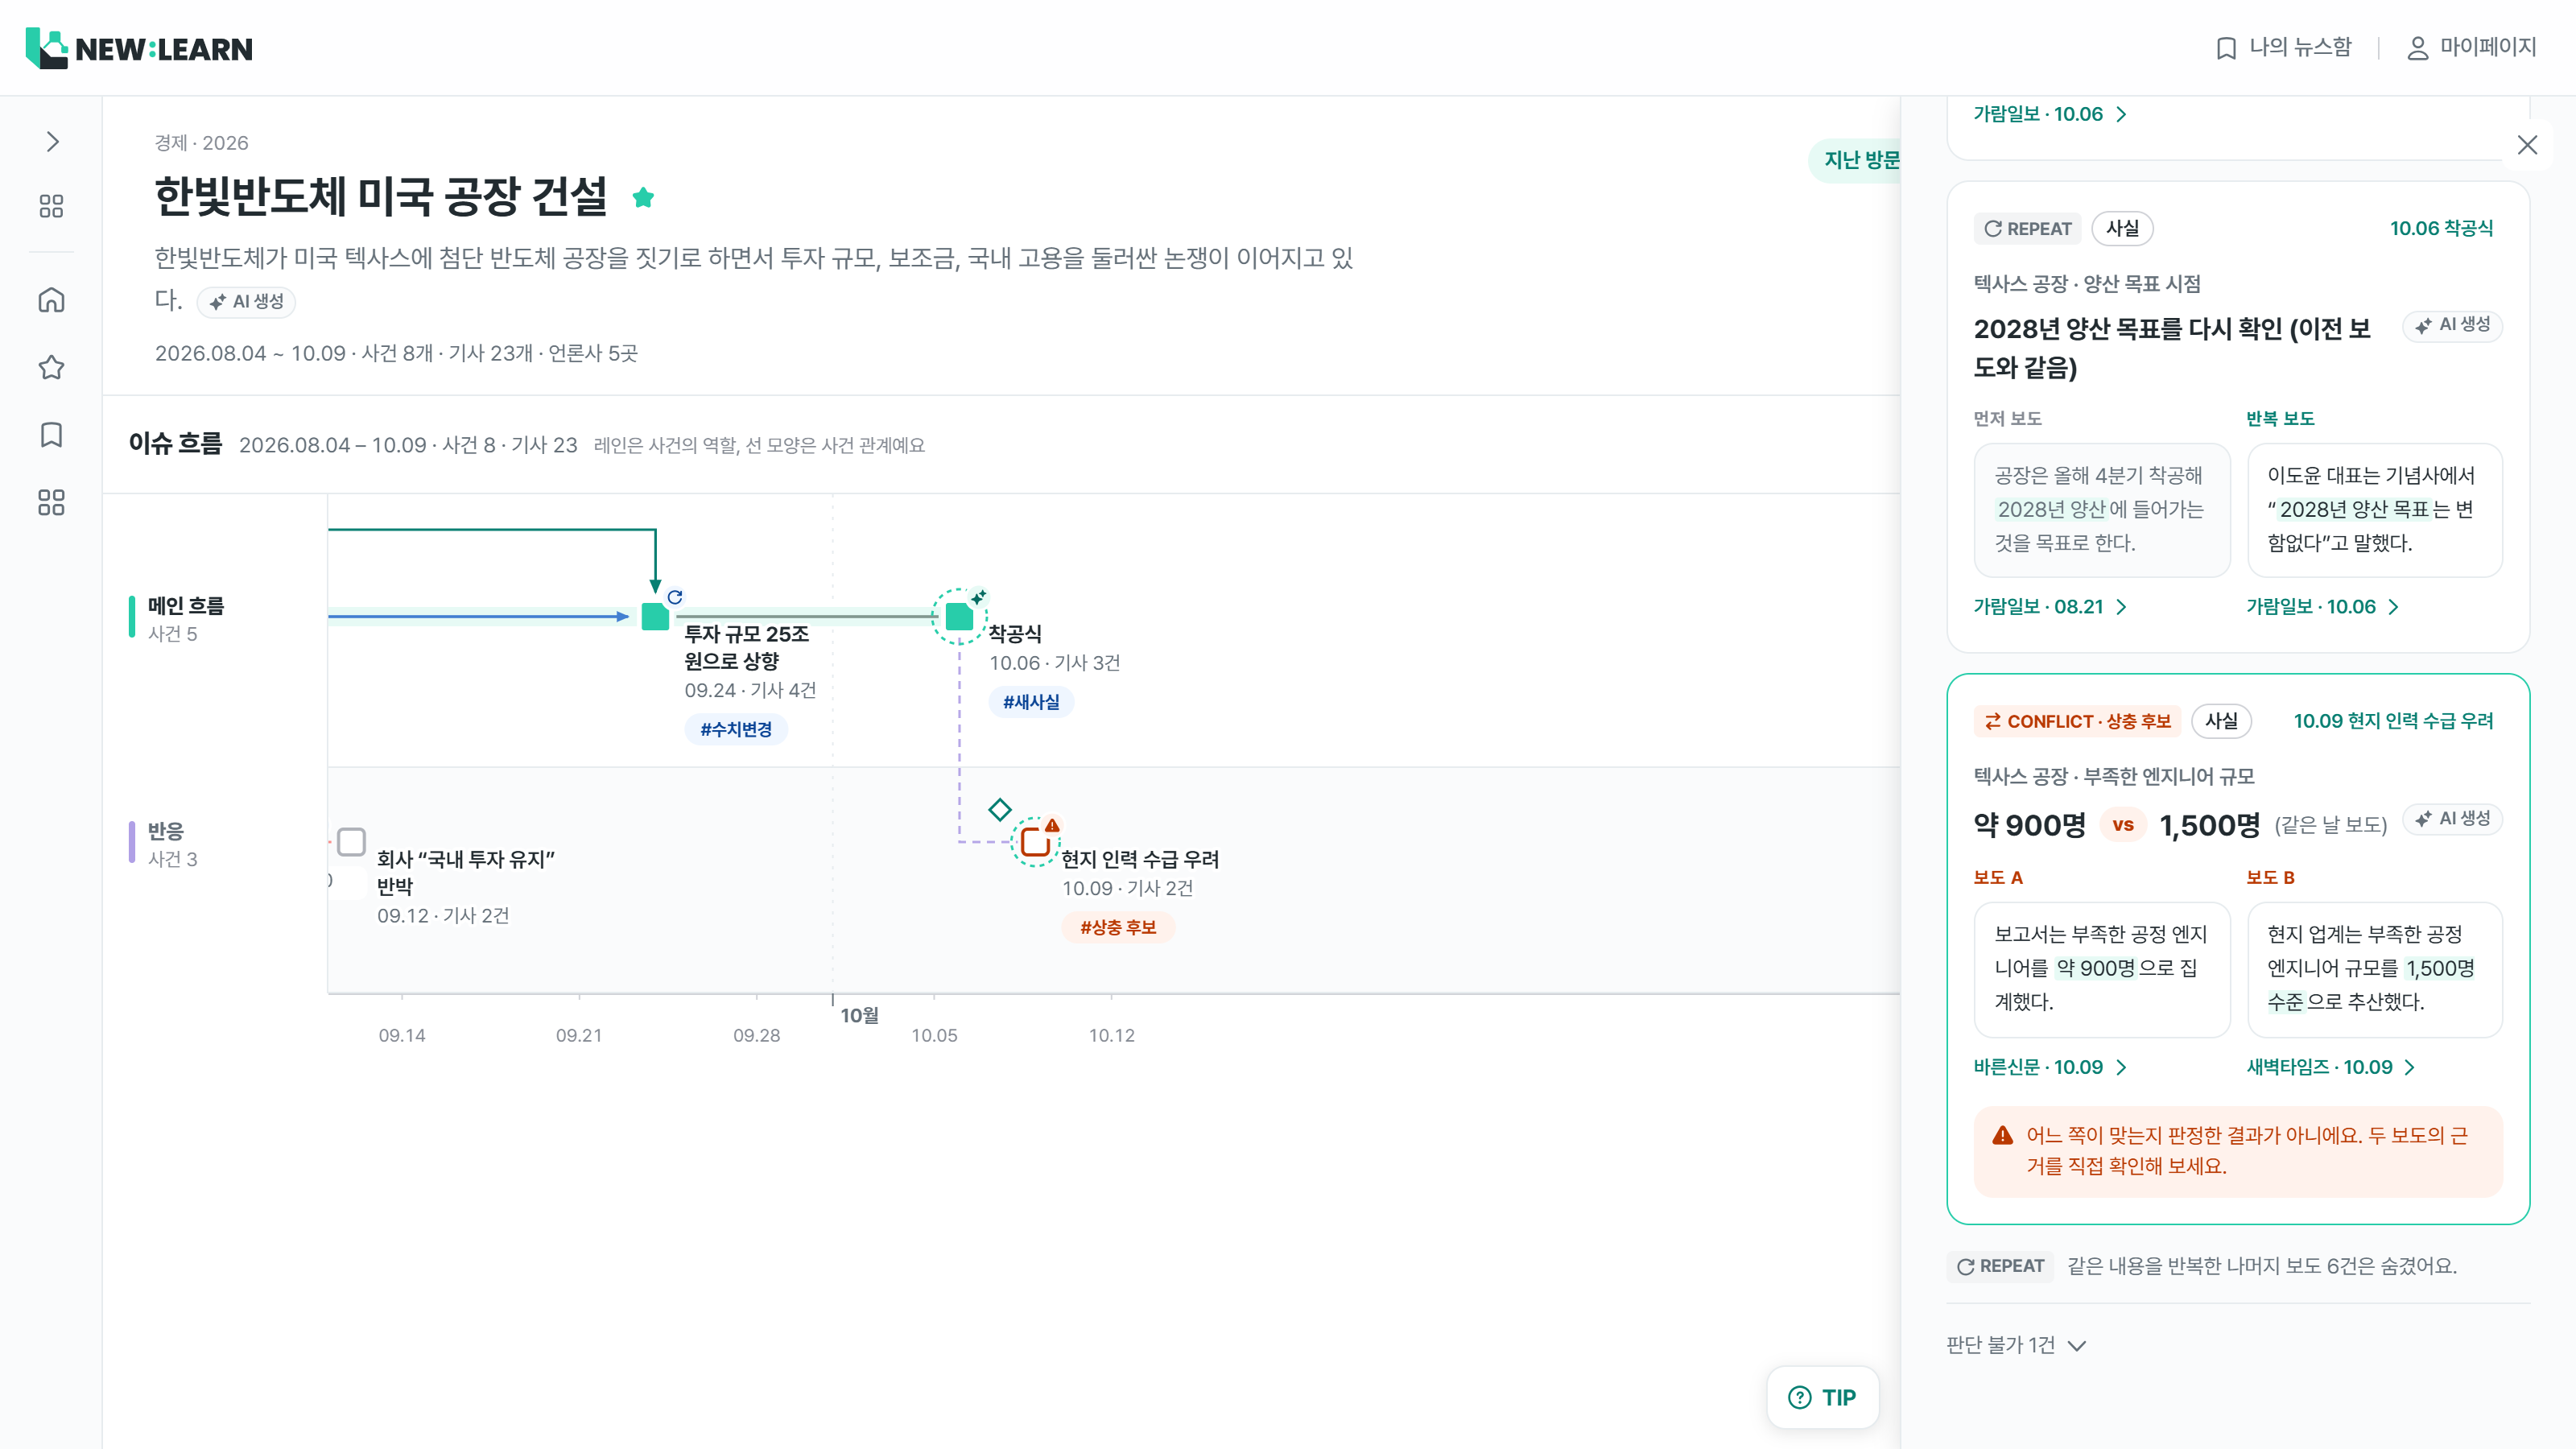 NEW:LEARN
나의 뉴스함
마이페이지
경제 · 2026
한빛반도체 미국 공장 건설
지난 방문
한빛반도체가 미국 텍사스에 첨단 반도체 공장을 짓기로 하면서 투자 규모, 보조금, 국내 고용을 둘러싼 논쟁이 이어지고 있
다. AI 생성
2026.08.04 ~ 10.09 · 사건 8개 · 기사 23개 · 언론사 5곳
이슈 흐름 2026.08.04 – 10.09 · 사건 8 · 기사 23 레인은 사건의 역할, 선 모양은 사건 관계예요
메인 흐름
사건 5
투자 규모 25조
원으로 상향
09.24 · 기사 4건
#수치변경
착공식
10.06 · 기사 3건
#새사실
반응
사건 3
회사 “국내 투자 유지”
반박
09.12 · 기사 2건
현지 인력 수급 우려
10.09 · 기사 2건
#상충 후보
10월
09.14
09.21
09.28
10.05
10.12
TIP
가람일보 · 10.06
REPEAT 사실 10.06 착공식
텍사스 공장 · 양산 목표 시점
2028년 양산 목표를 다시 확인 (이전 보
도와 같음)
AI 생성
먼저 보도
공장은 올해 4분기 착공해
2028년 양산에 들어가는
것을 목표로 한다.
가람일보 · 08.21
반복 보도
이도윤 대표는 기념사에서
“2028년 양산 목표는 변
함없다”고 말했다.
가람일보 · 10.06
CONFLICT · 상충 후보 사실 10.09 현지 인력 수급 우려
텍사스 공장 · 부족한 엔지니어 규모
약 900명 vs 1,500명 (같은 날 보도) AI 생성
보도 A
보고서는 부족한 공정 엔지
니어를 약 900명으로 집
계했다.
바른신문 · 10.09
보도 B
현지 업계는 부족한 공정
엔지니어 규모를 1,500명
수준으로 추산했다.
새벽타임즈 · 10.09
어느 쪽이 맞는지 판정한 결과가 아니에요. 두 보도의 근
거를 직접 확인해 보세요.
REPEAT 같은 내용을 반복한 나머지 보도 6건은 숨겼어요.
판단 불가 1건